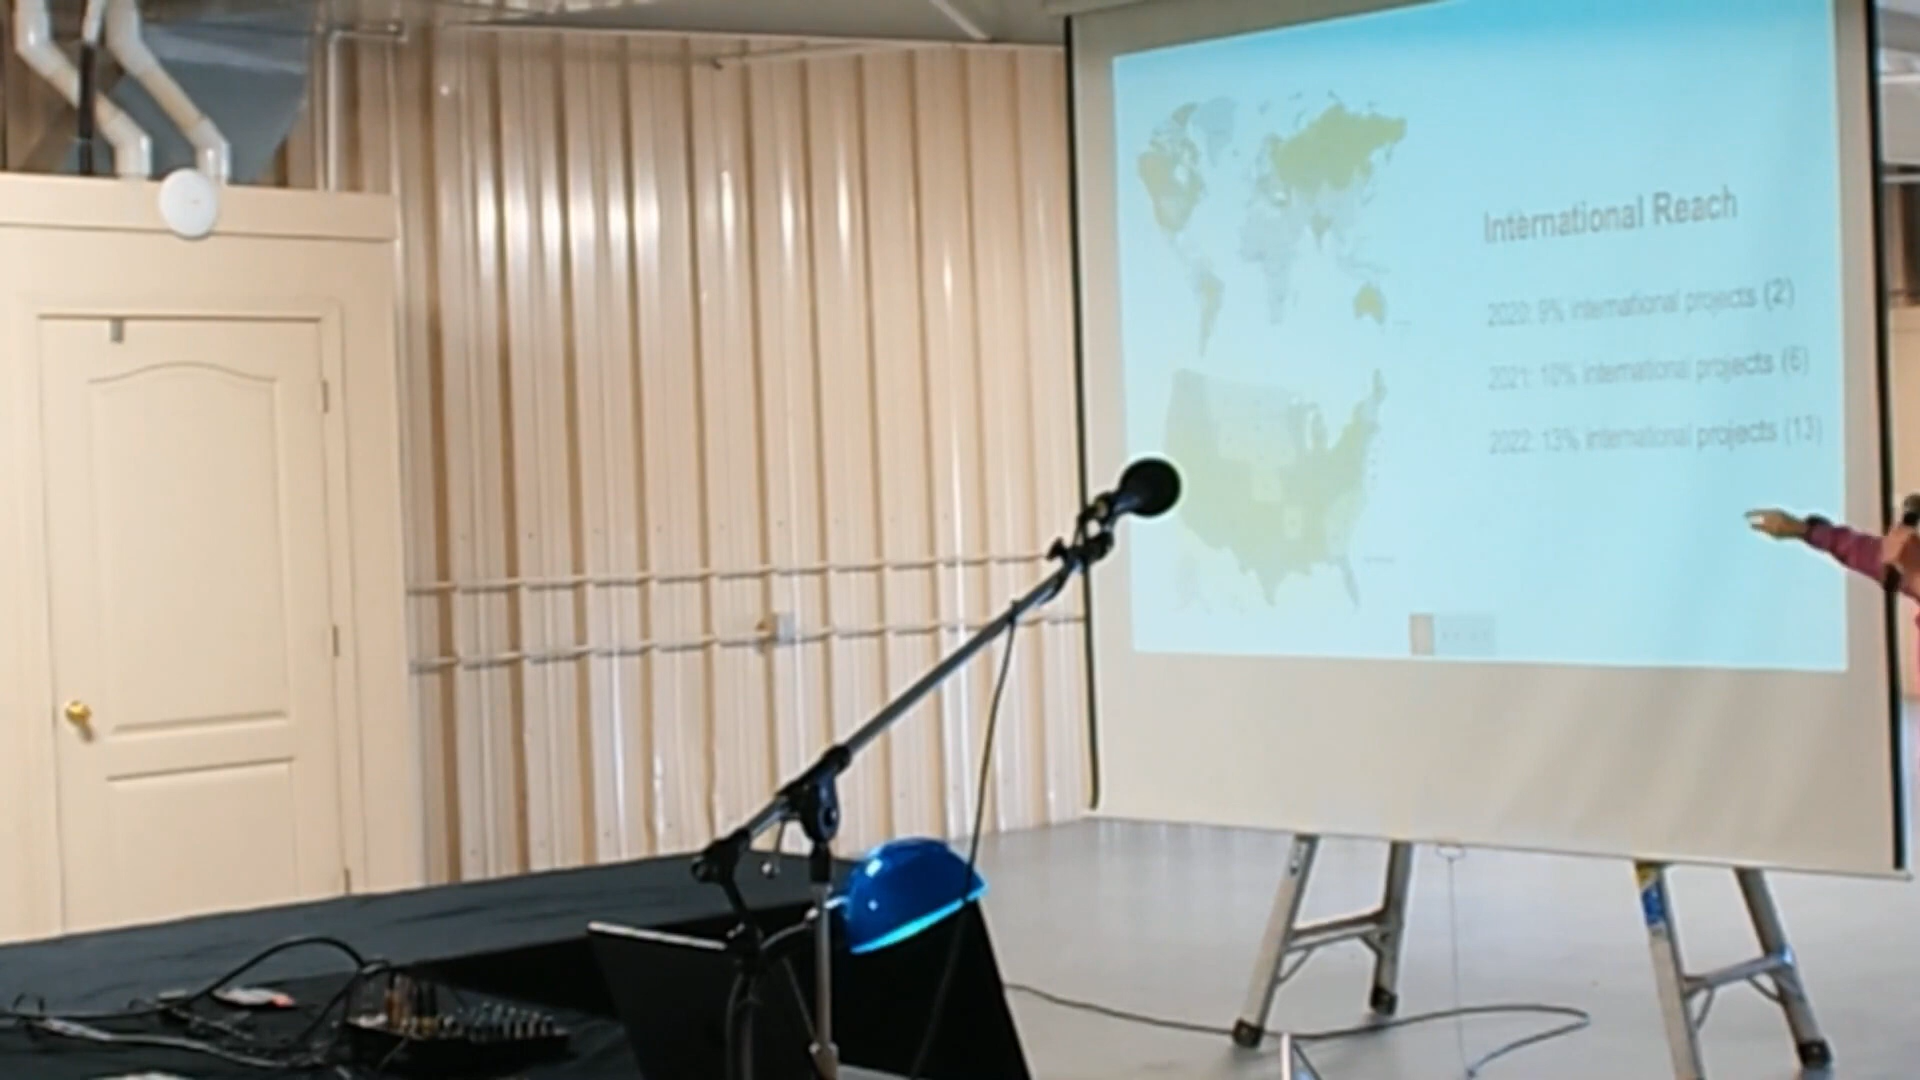 International Reach
2020: 9% international projects (2)
2021: 10% international projects (6)
2022: 13% international projects (13)